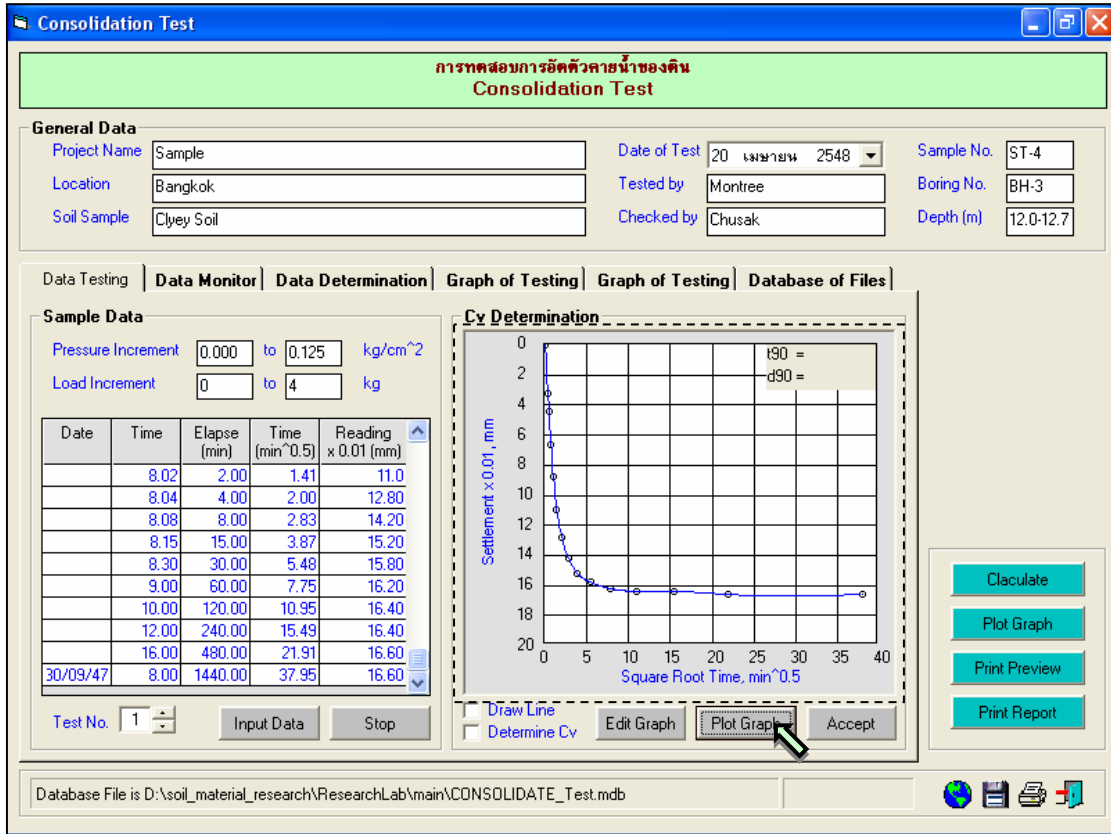 Consolidation Test
การทดสอบการอัดตัวคายน้ำของดิน
Consolidation Test
General Data
Project Name Sample Date of Test 20 เมษายน 2548 Sample No. ST-4
Location Bangkok Tested by Montree Boring No. BH-3
Soil Sample Clyey Soil Checked by Chusak Depth (m) 12.0-12.7
Data Testing Data Monitor Data Determination Graph of Testing Graph of Testing Database of Files
Sample Data
Pressure Increment 0.000 to 0.125 kg/cm^2
Load Increment 0 to 4 kg
Date Time Elapse (min) Time (min^0.5) Reading x 0.01 (mm)
8.02 2.00 1.41 11.0
8.04 4.00 2.00 12.80
8.08 8.00 2.83 14.20
8.15 15.00 3.87 15.20
8.30 30.00 5.48 15.80
9.00 60.00 7.75 16.20
10.00 120.00 10.95 16.40
12.00 240.00 15.49 16.40
16.00 480.00 21.91 16.60
30/09/47 8.00 1440.00 37.95 16.60
Test No. 1 Input Data Stop
Cv Determination
t90 =
d90 =
Settlement x 0.01, mm
0
2
4
6
8
10
12
14
16
18
20
0 5 10 15 20 25 30 35 40
Square Root Time, min^0.5
Draw Line
Determine Cv
Edit Graph Plot Graph Accept
Claculate
Plot Graph
Print Preview
Print Report
Database File is D:\soil_material_research\ResearchLab\main\CONSOLIDATE_Test.mdb